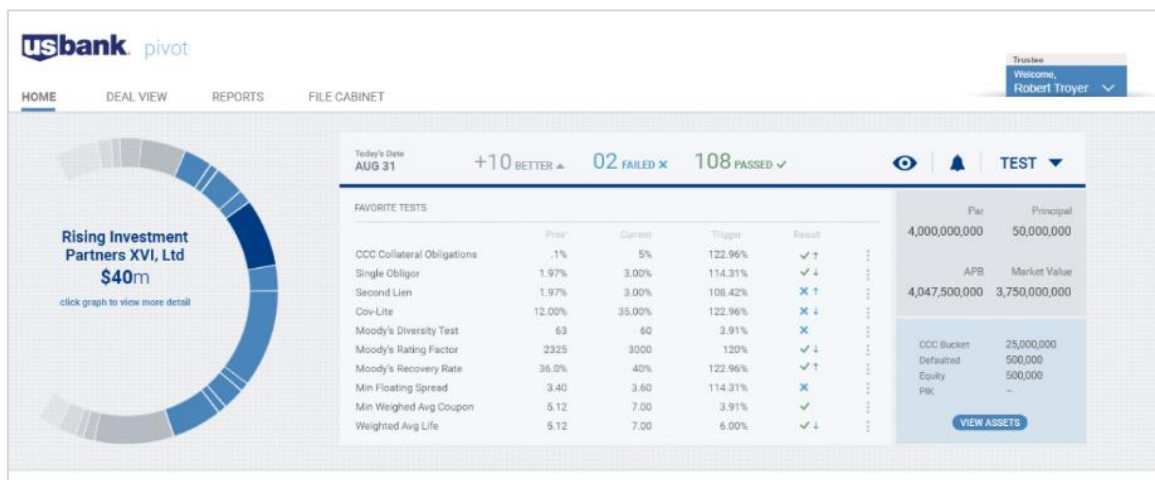 usbank. pivot
Trustee
Welcome,
Robert Troyer
HOME DEAL VIEW REPORTS FILE CABINET
Today's Date
AUG 31
+10 BETTER 02 FAILED 108 PASSED
TEST
Rising Investment
Partners XVI, Ltd
$40m
click graph to view more detail
FAVORITE TESTS
Prior Current Trigger Result
CCC Collateral Obligations .1% 5% 122.96%
Single Obligor 1.97% 3.00% 114.31%
Second Lien 1.97% 3.00% 108.42%
Cov-Lite 12.00% 35.00% 122.96%
Moody's Diversity Test 63 60 3.91%
Moody's Rating Factor 2325 3000 120%
Moody's Recovery Rate 36.0% 40% 122.96%
Min Floating Spread 3.40 3.60 114.31%
Min Weighed Avg Coupon 5.12 7.00 3.91%
Weighted Avg Life 5.12 7.00 6.00%
Par Principal
4,000,000,000 50,000,000
APB Market Value
4,047,500,000 3,750,000,000
CCC Bucket 25,000,000
Defaulted 500,000
Equity 500,000
PIK –
VIEW ASSETS